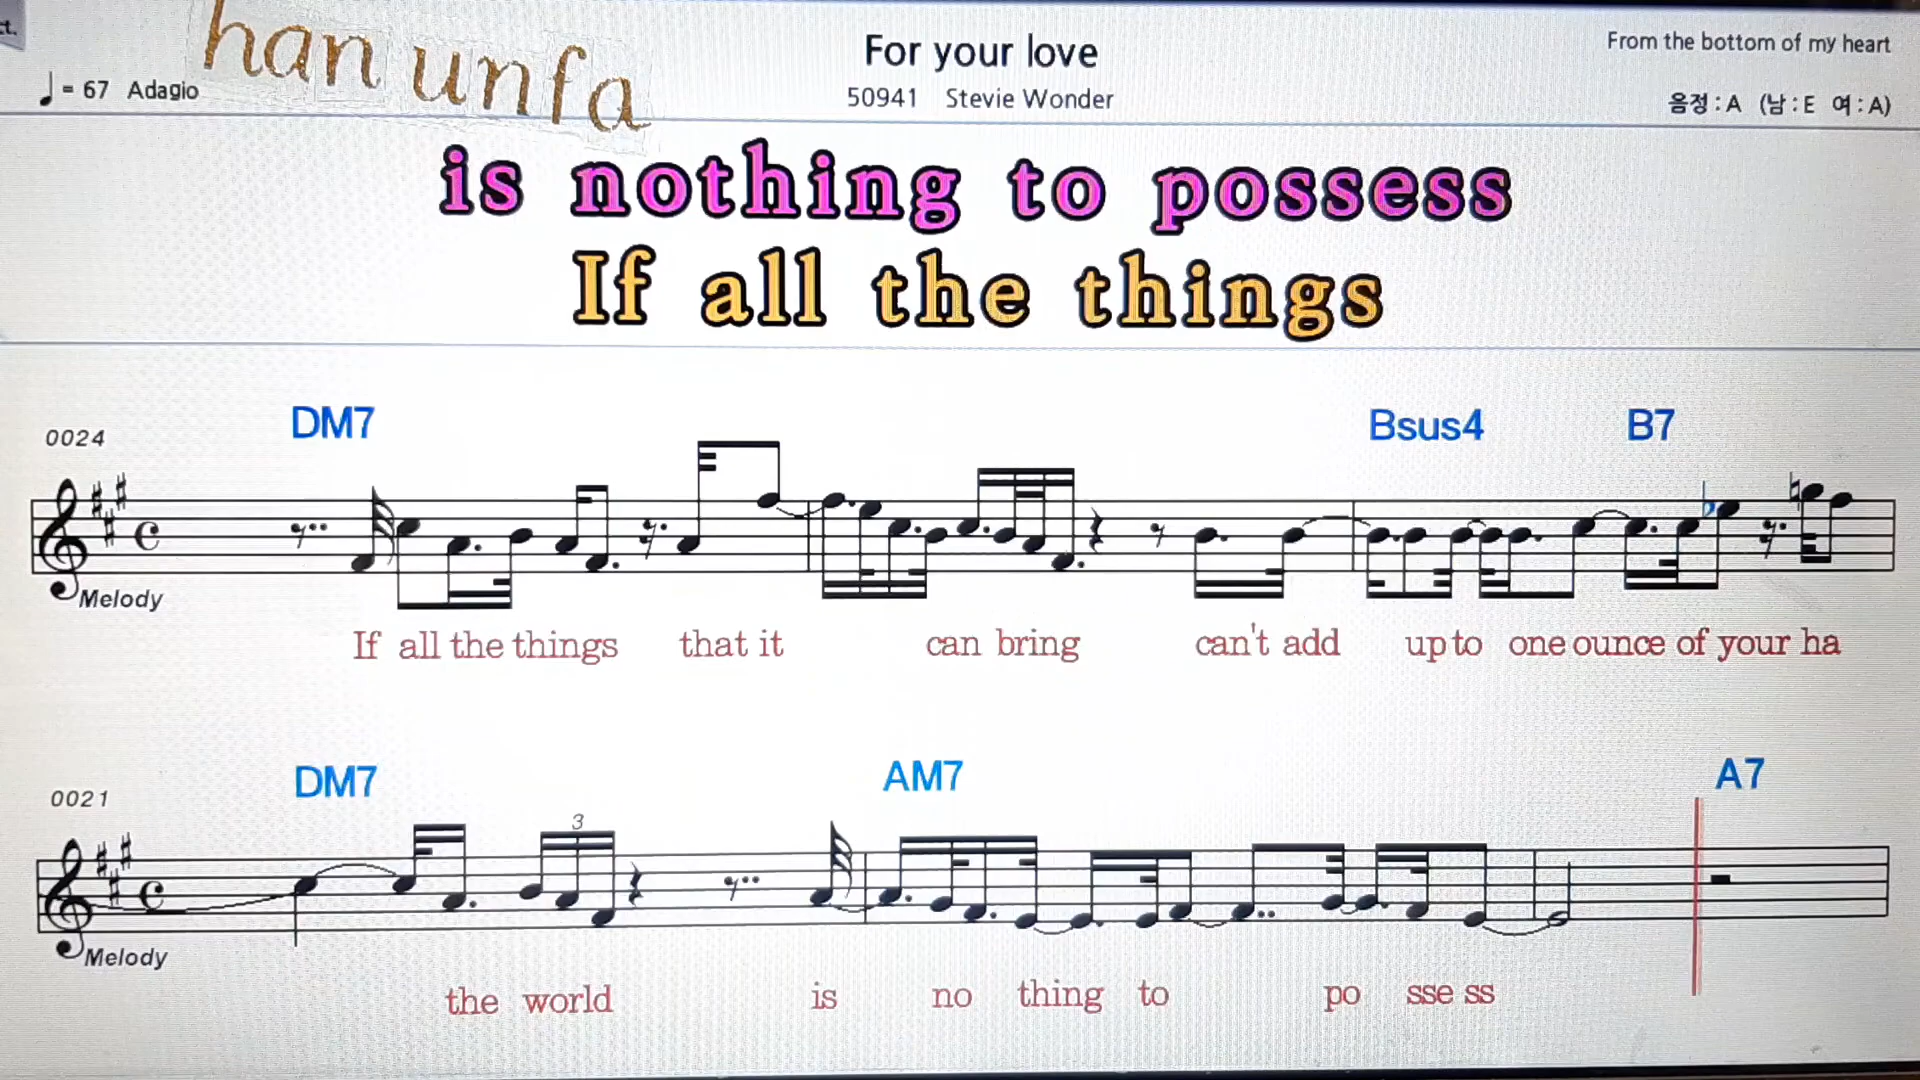 ct.
han unfa
For your love
From the bottom of my heart
♩ = 67 Adagio
50941 Stevie Wonder
음정 : A (남 : E 여 : A)
is nothing to possess
If all the things
DM7 Bsus4 B7
0024
Melody
If all the things that it can bring can't add up to one ounce of your ha
DM7 AM7 A7
0021
3
Melody
the world is no thing to po sse ss